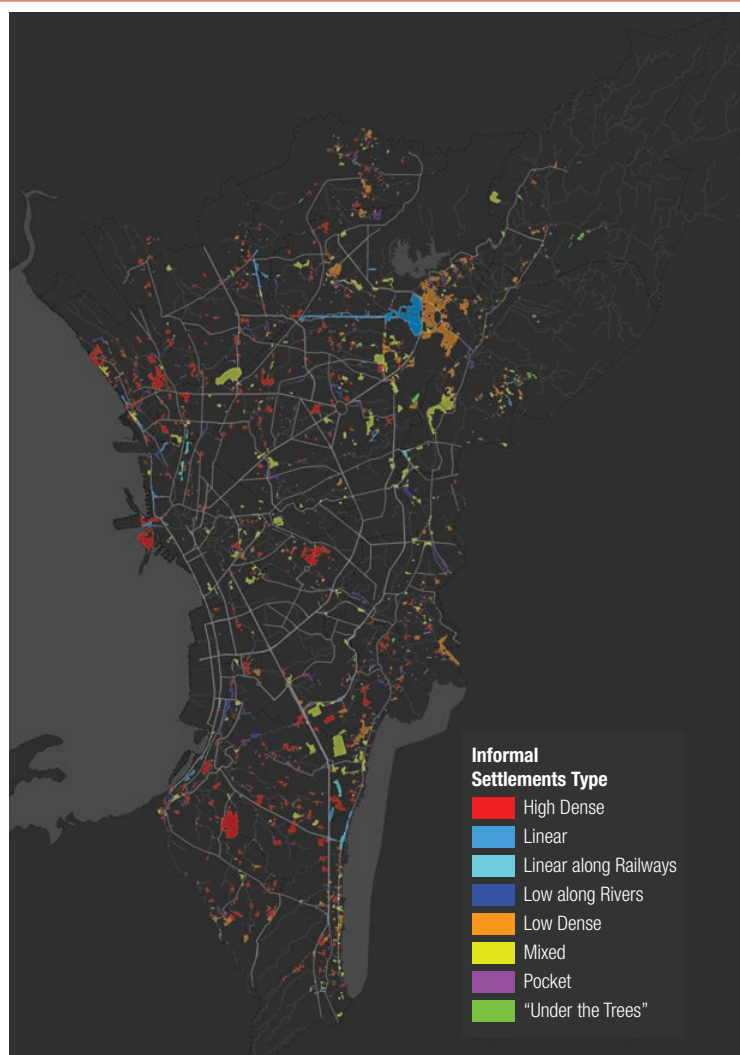 Informal
Settlements Type
High Dense
Linear
Linear along Railways
Low along Rivers
Low Dense
Mixed
Pocket
“Under the Trees”